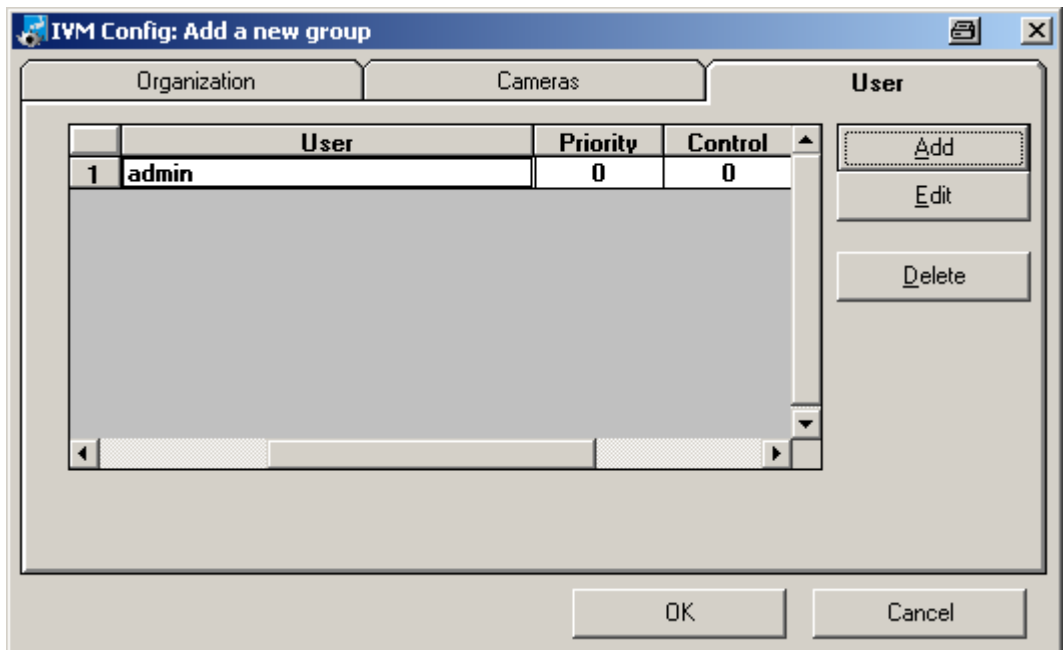 IVM Config: Add a new group
Organization Cameras User
User Priority Control
1 admin 0 0
Add
Edit
Delete
OK Cancel